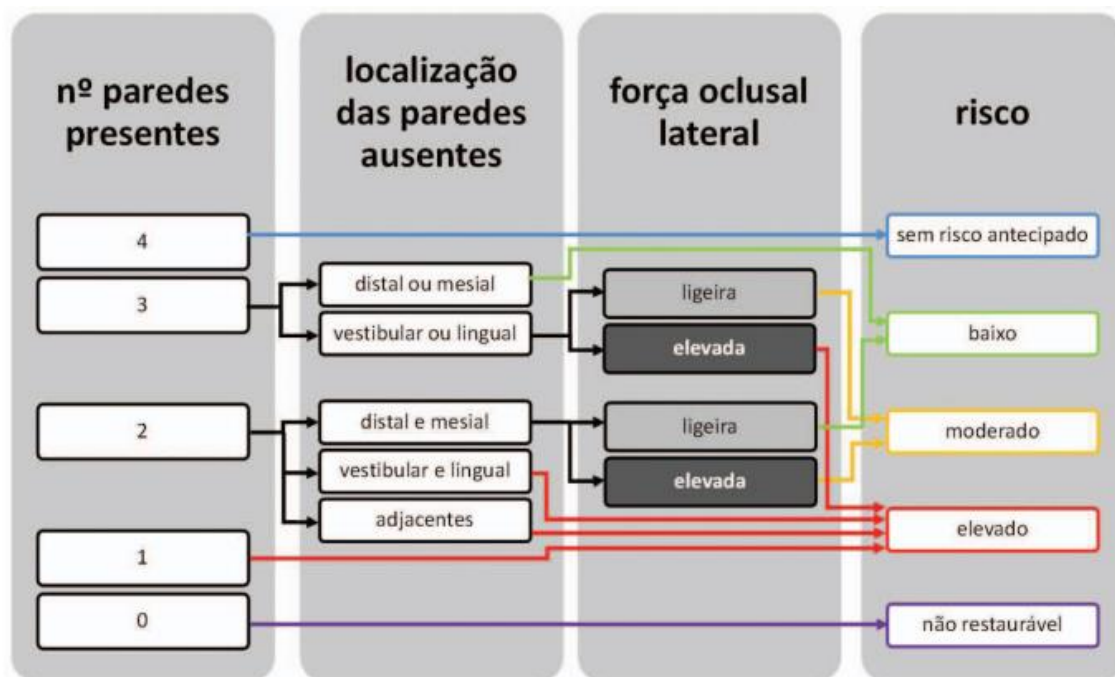 nº paredes
presentes
localização
das paredes
ausentes
força oclusal
lateral
risco
4
sem risco antecipado
3
distal ou mesial
ligeira
vestibular ou lingual
elevada
baixo
2
distal e mesial
ligeira
moderado
vestibular e lingual
elevada
adjacentes
elevado
1
0
não restaurável